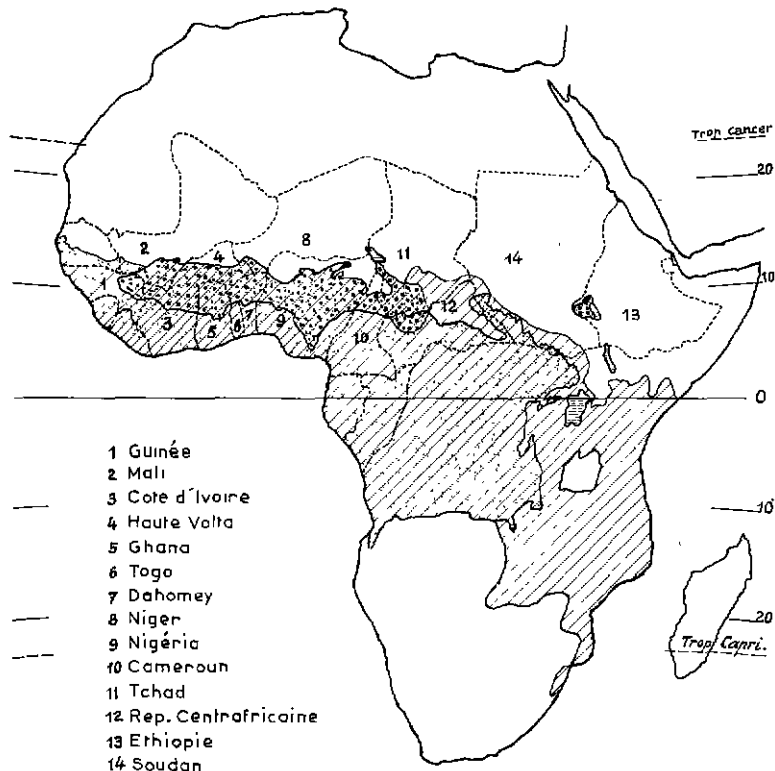 Trop cancer
20
2
4
8
11
14
10
1
12
13
3
5
6
7
9
10
0
1 Guinée
2 Mali
3 Cote d'Ivoire
4 Haute Volta
5 Ghana
6 Togo
7 Dahomey
8 Niger
9 Nigéria
10 Cameroun
11 Tchad
12 Rep. Centrafricaine
13 Ethiopie
14 Soudan
10
20
Trop Capri.